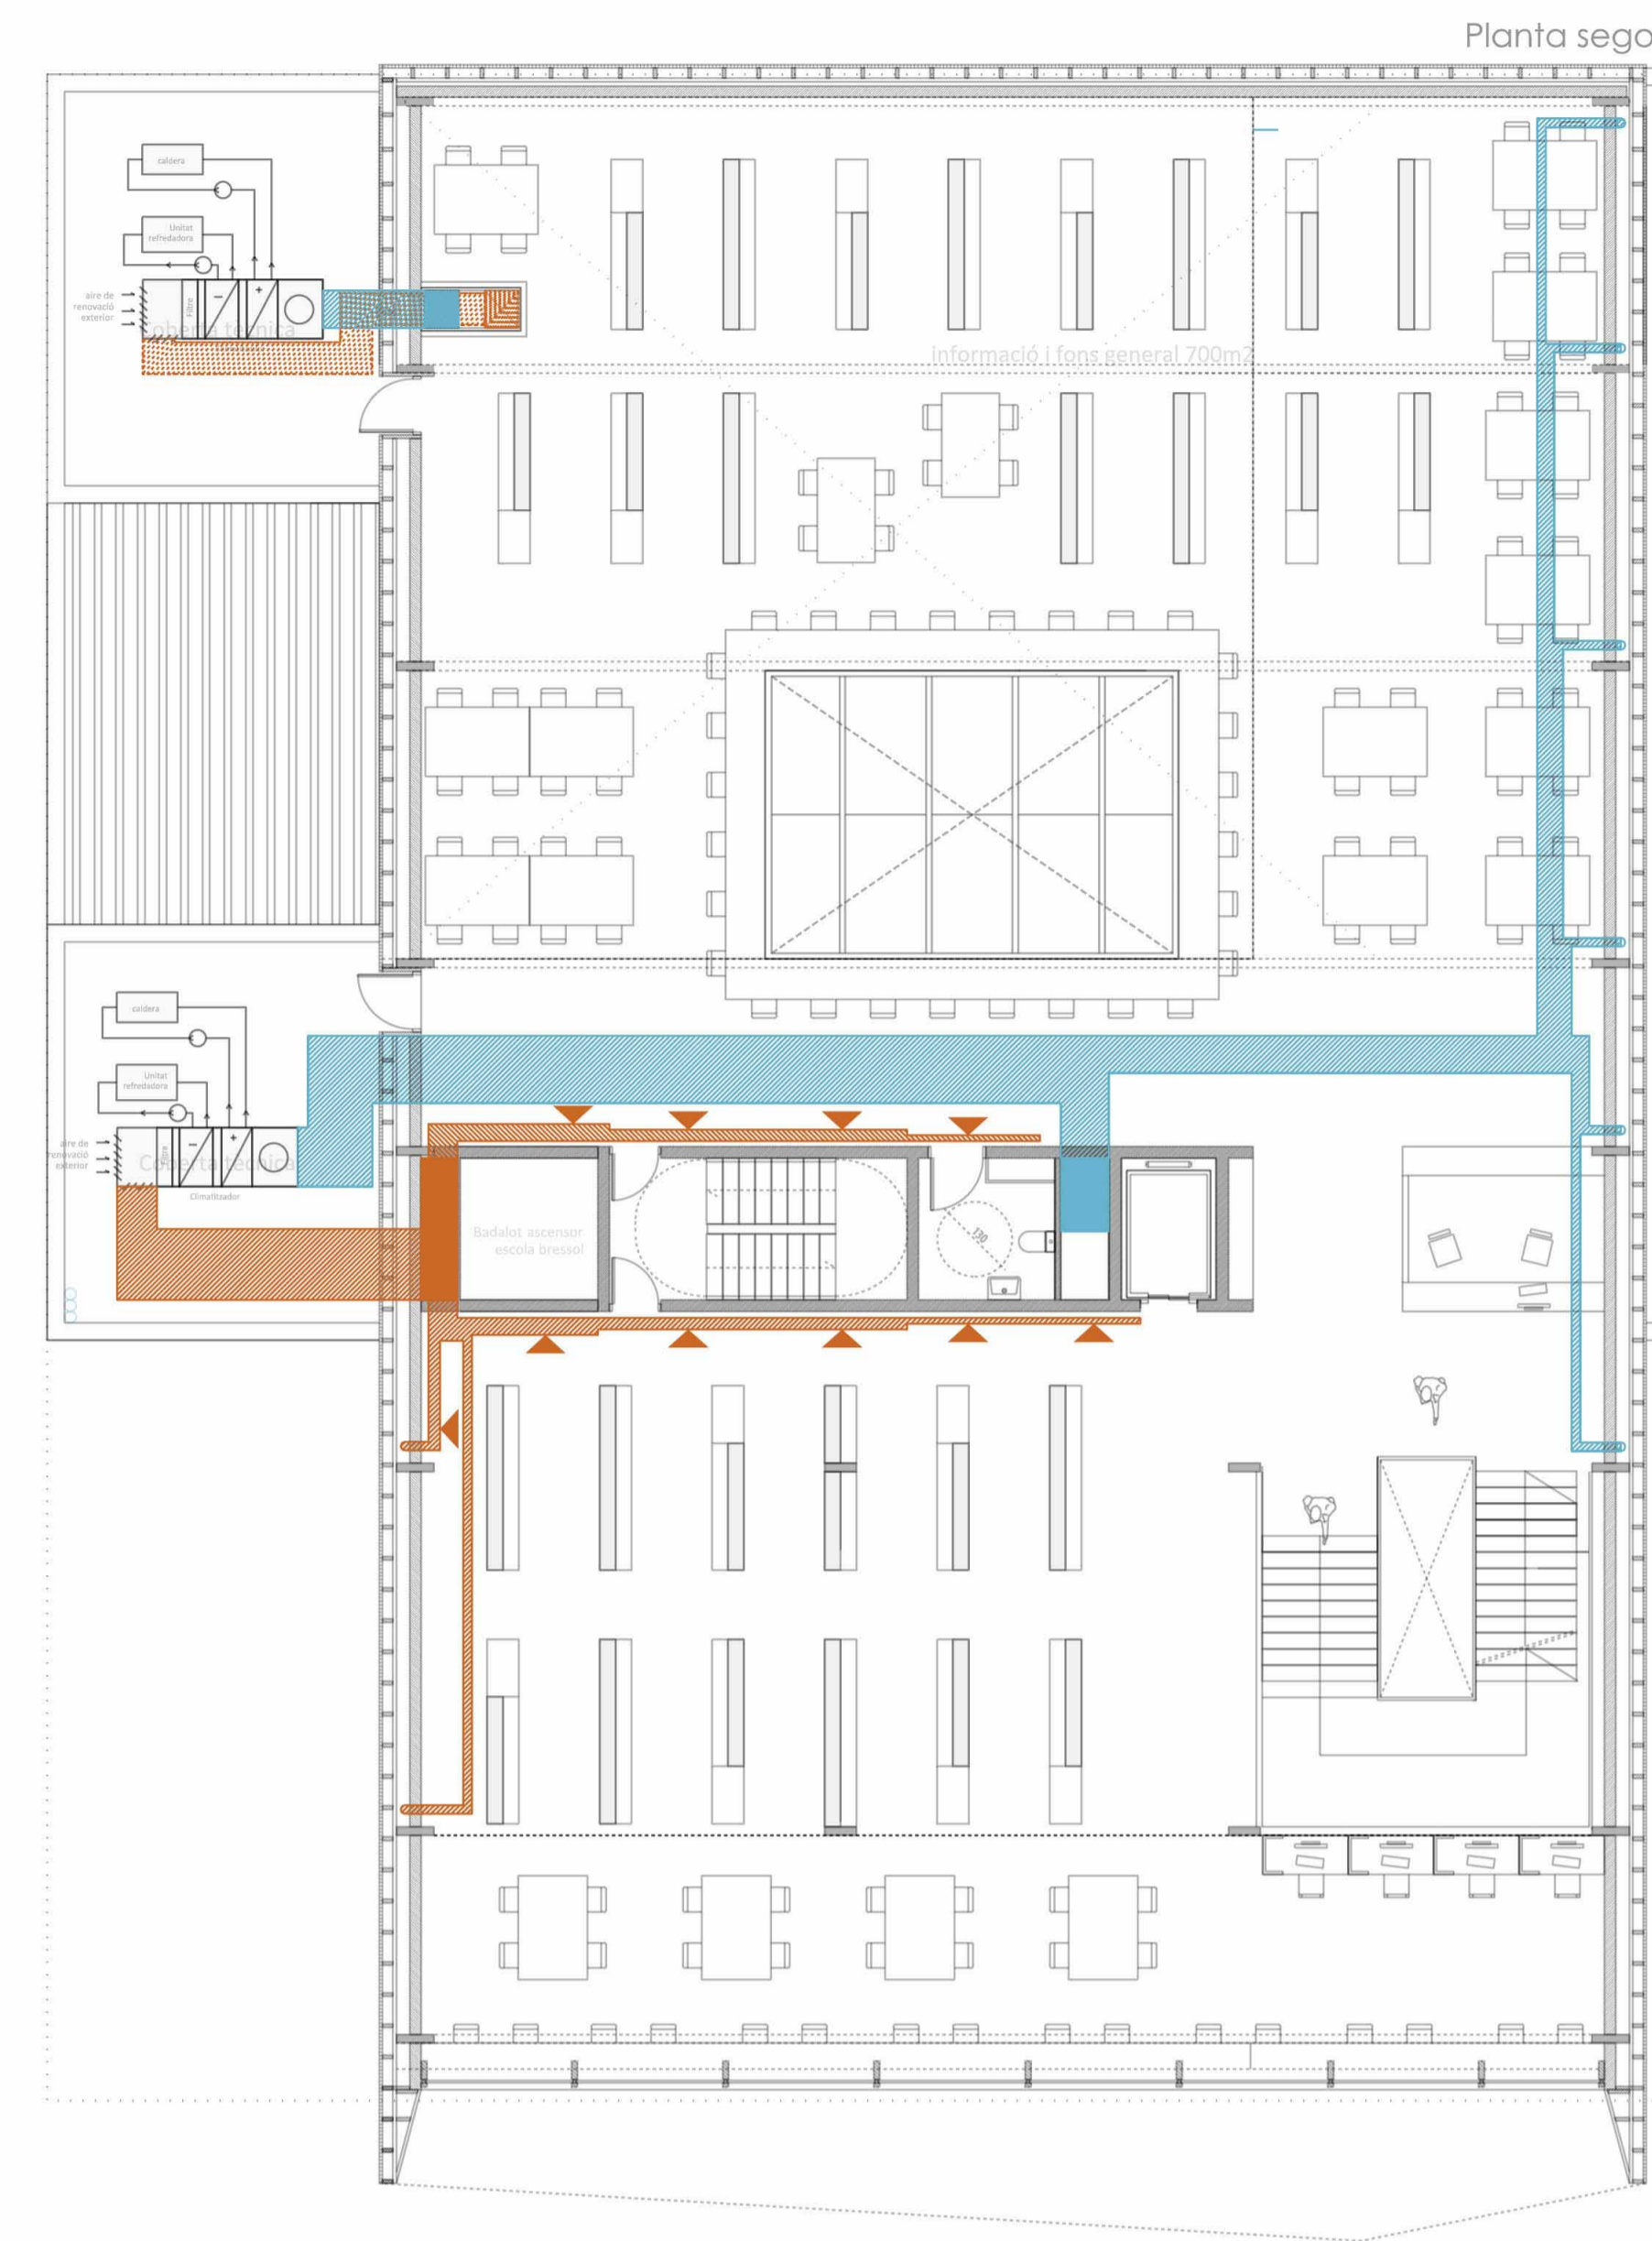 Planta sego
caldera
Unitat
refredadora
aire de
renovació
exterior
Filtre
-
+
Coberta tècnica
informació i fons general 700m2
caldera
Unitat
refredadora
aire de
renovació
exterior
Filtre
-
+
Coberta tècnica
Climatitzador
Badalot ascensor
escola bressol
130